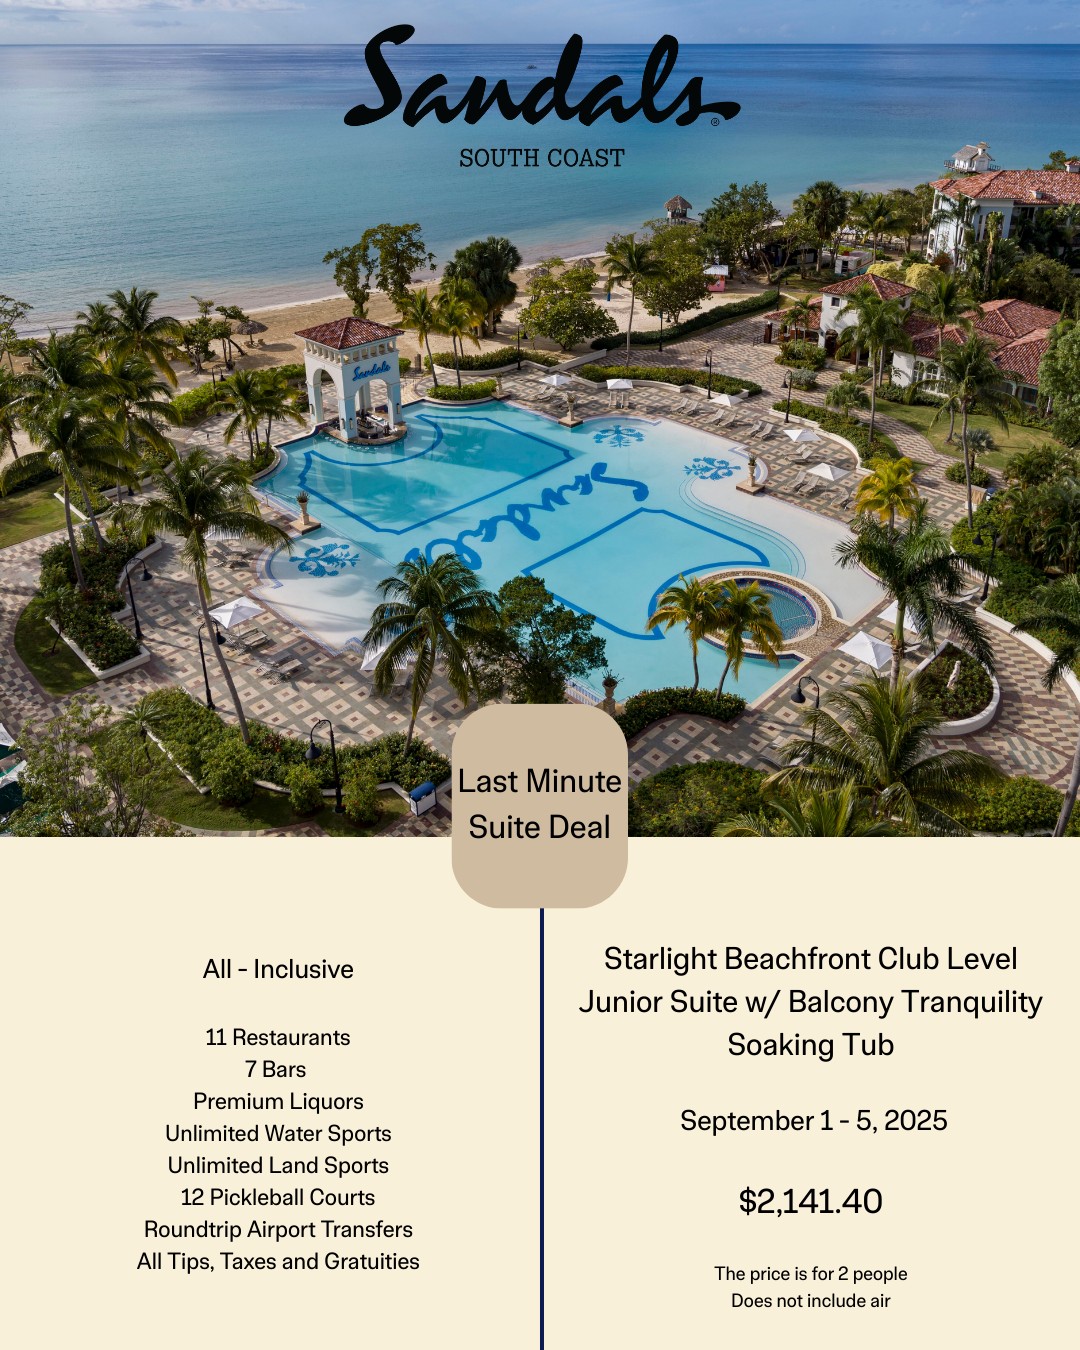 Sandals®
SOUTH COAST
Sandals
Sandals
Last Minute
Suite Deal
All - Inclusive
11 Restaurants
7 Bars
Premium Liquors
Unlimited Water Sports
Unlimited Land Sports
12 Pickleball Courts
Roundtrip Airport Transfers
All Tips, Taxes and Gratuities
Starlight Beachfront Club Level
Junior Suite w/ Balcony Tranquility
Soaking Tub
September 1 - 5, 2025
$2,141.40
The price is for 2 people
Does not include air